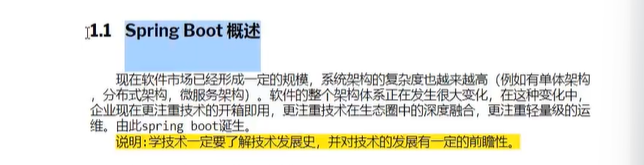 1.1 Spring Boot 概述
现在软件市场已经形成一定的规模，系统架构的复杂度也越来越高（例如有单体架构
，分布式架构，微服务架构）。软件的整个架构体系正在发生很大变化，在这种变化中，
企业现在更注重技术的开箱即用，更注重技术在生态圈中的深度融合，更注重轻量级的运
维。由此spring boot诞生。
说明:学技术一定要了解技术发展史，并对技术的发展有一定的前瞻性。